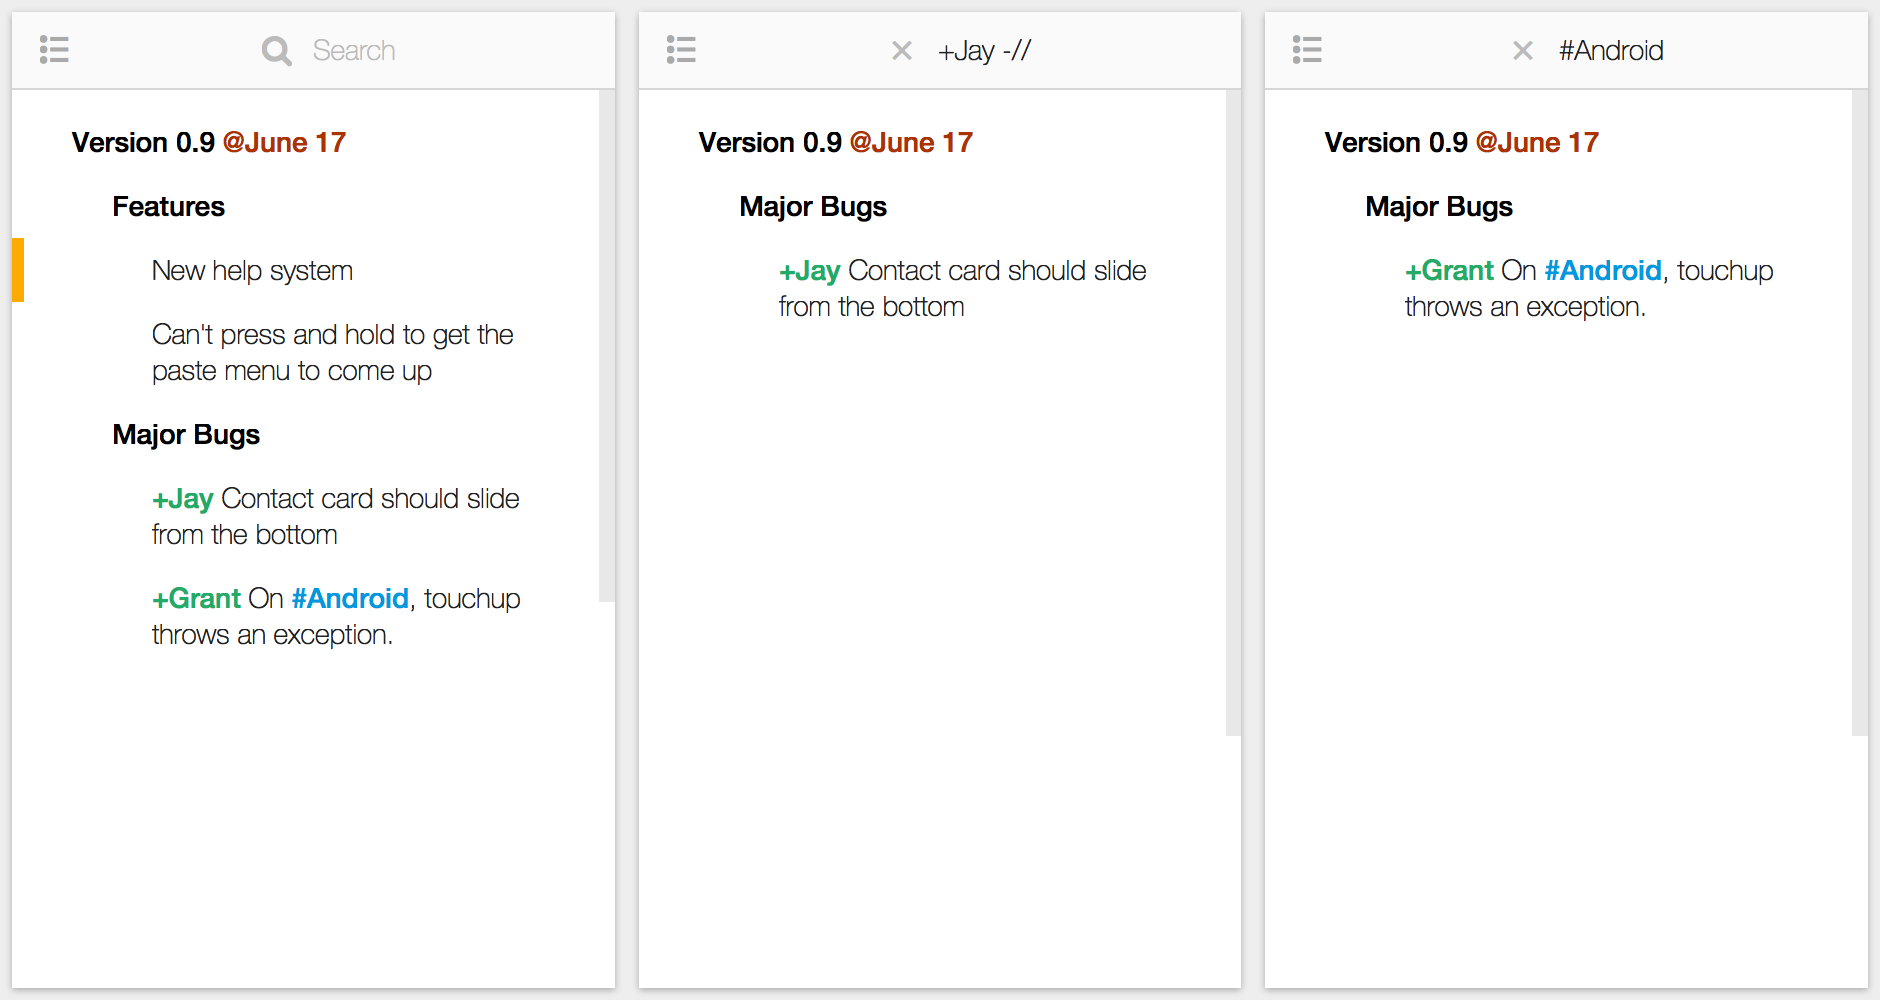 Search
Version 0.9 @June 17
Features
New help system
Can't press and hold to get the
paste menu to come up
Major Bugs
+Jay Contact card should slide
from the bottom
+Grant On #Android, touchup
throws an exception.
+Jay -//
Version 0.9 @June 17
Major Bugs
+Jay Contact card should slide
from the bottom
#Android
Version 0.9 @June 17
Major Bugs
+Grant On #Android, touchup
throws an exception.